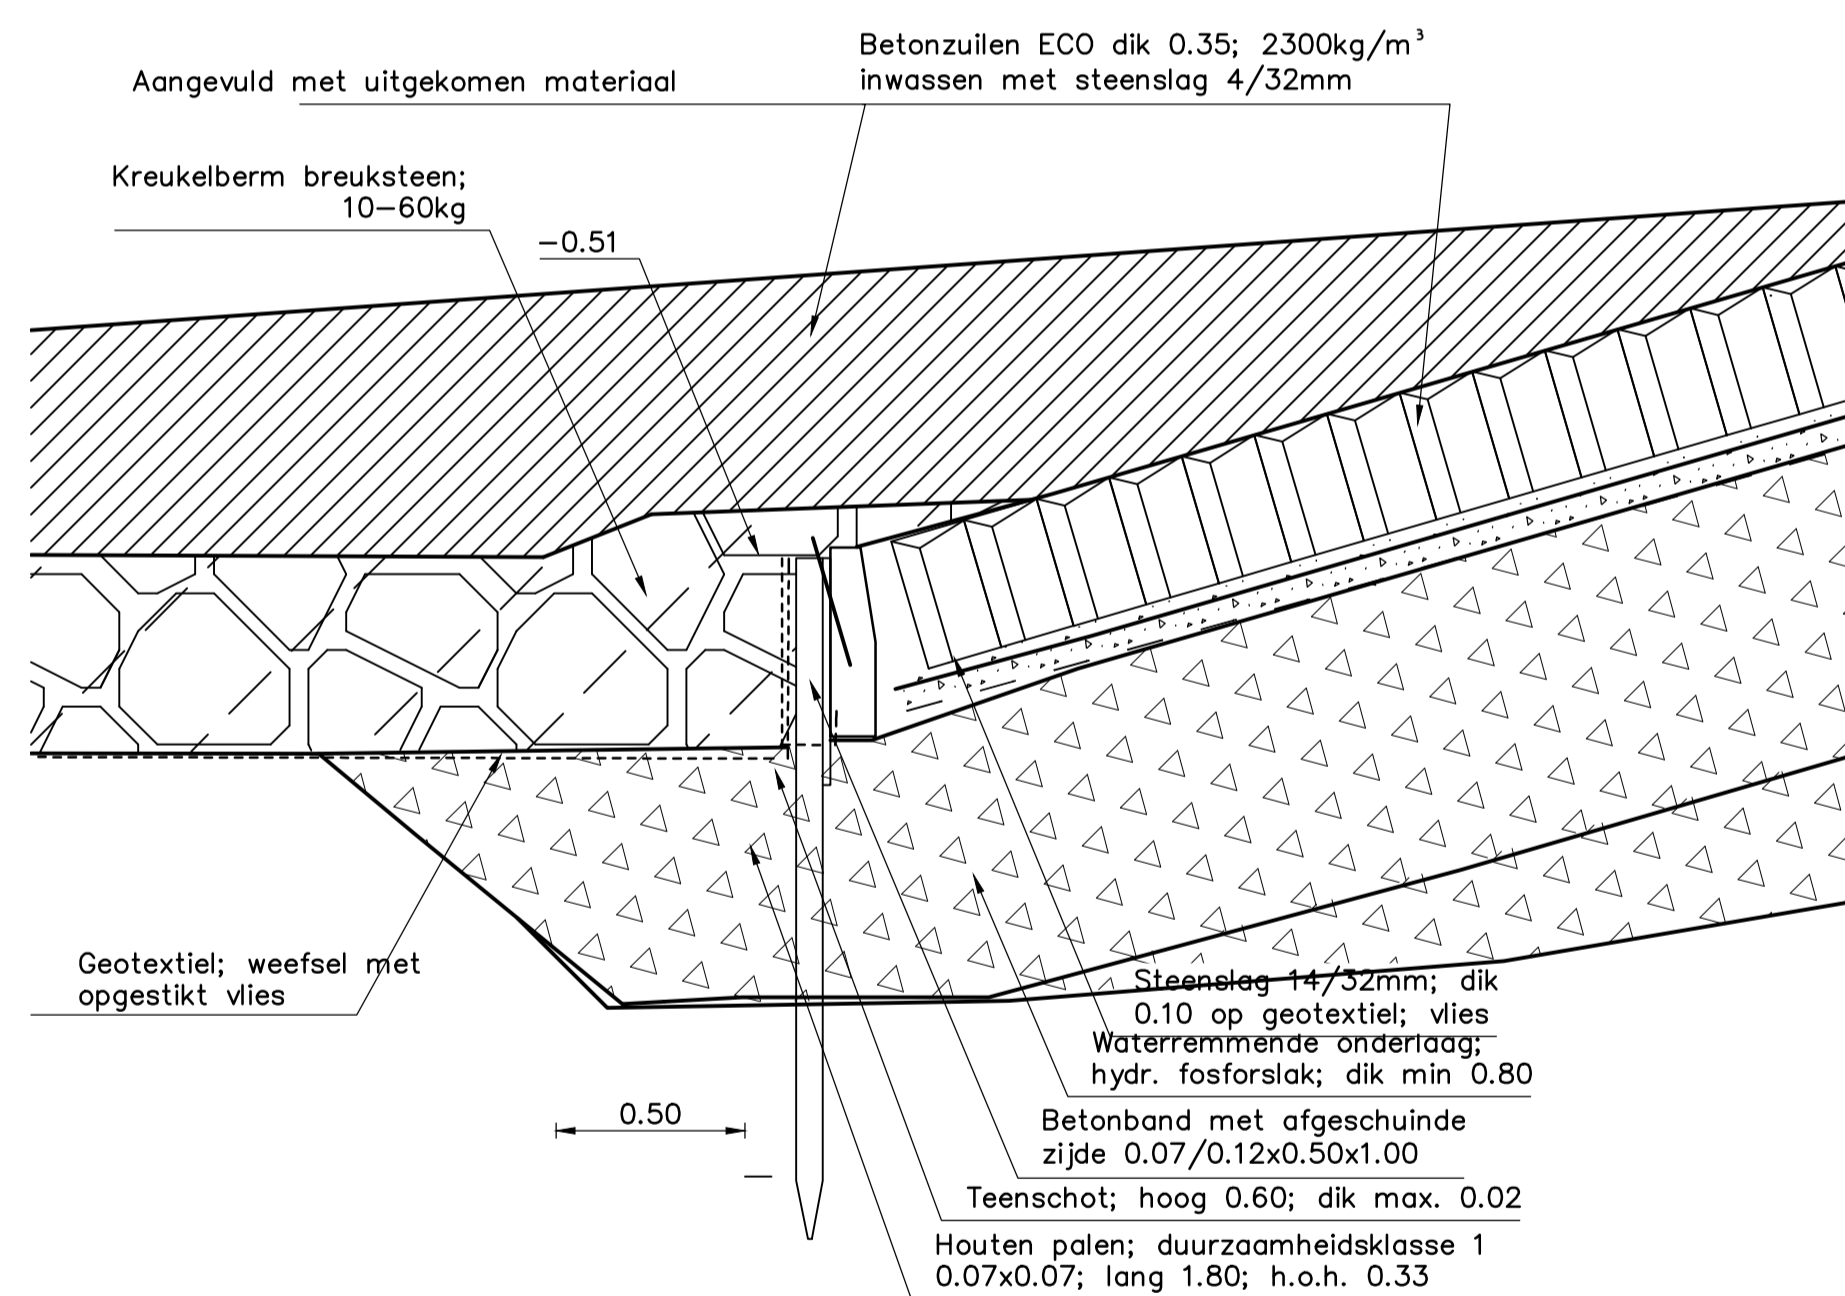 Betonzuilen ECO dik 0.35; 2300kg/m³
inwassen met steenslag 4/32mm
Aangevuld met uitgekomen materiaal
Kreukelberm breuksteen;
10-60kg
-0.51
Geotextiel; weefsel met
opgestikt vlies
Steenslag 14/32mm; dik
0.10 op geotextiel; vlies
Waterremmende onderlaag;
hydr. fosforslak; dik min 0.80
0.50
Betonband met afgeschuinde
zijde 0.07/0.12x0.50x1.00
Teenschot; hoog 0.60; dik max. 0.02
Houten palen; duurzaamheidsklasse 1
0.07x0.07; lang 1.80; h.o.h. 0.33